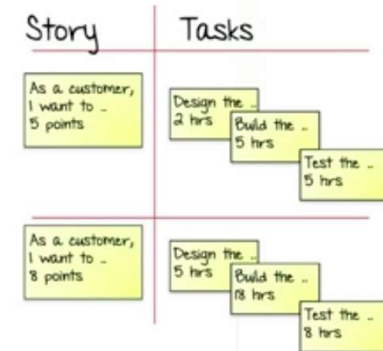 Story
Tasks
As a customer,
I want to ..
5 points
Design the ..
2 hrs
Build the ..
5 hrs
Test the ..
5 hrs
As a customer,
I want to ..
8 points
Design the ..
5 hrs
Build the ..
18 hrs
Test the ..
8 hrs